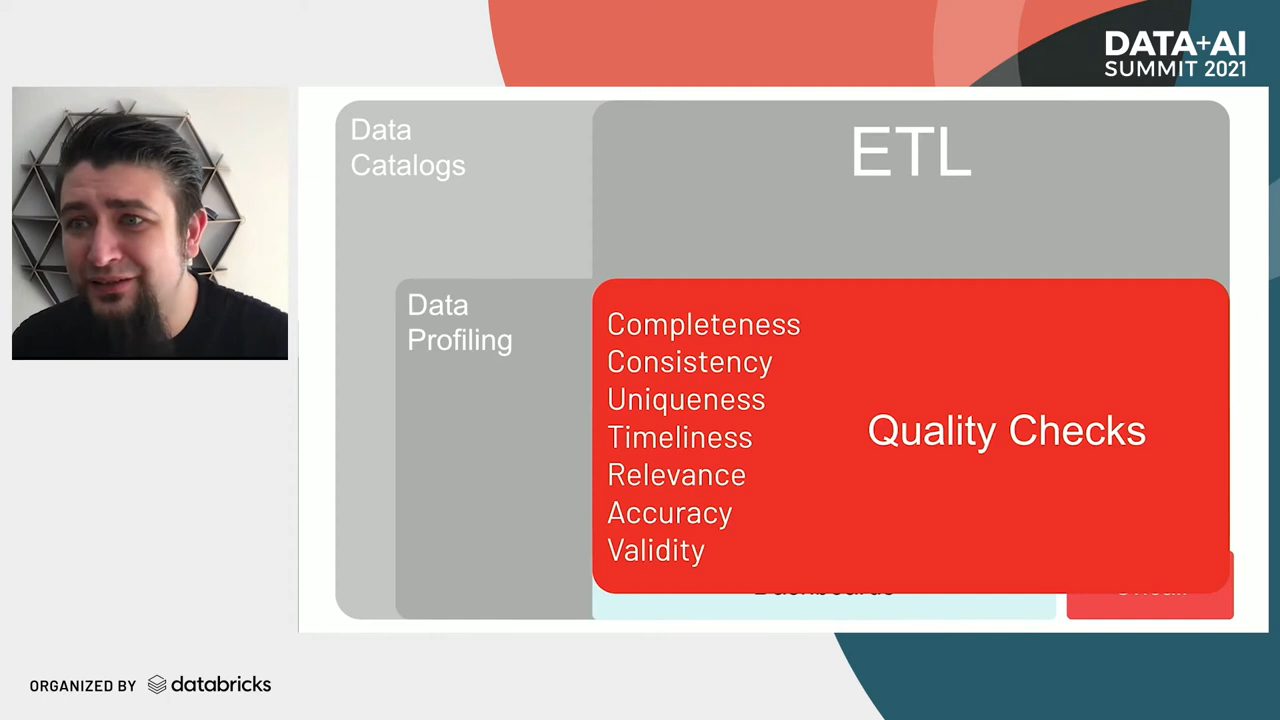 DATA+AI
SUMMIT 2021
Data
Catalogs
ETL
Data
Profiling
Completeness
Consistency
Uniqueness
Timeliness
Relevance
Accuracy
Validity
Quality Checks
ORGANIZED BY databricks